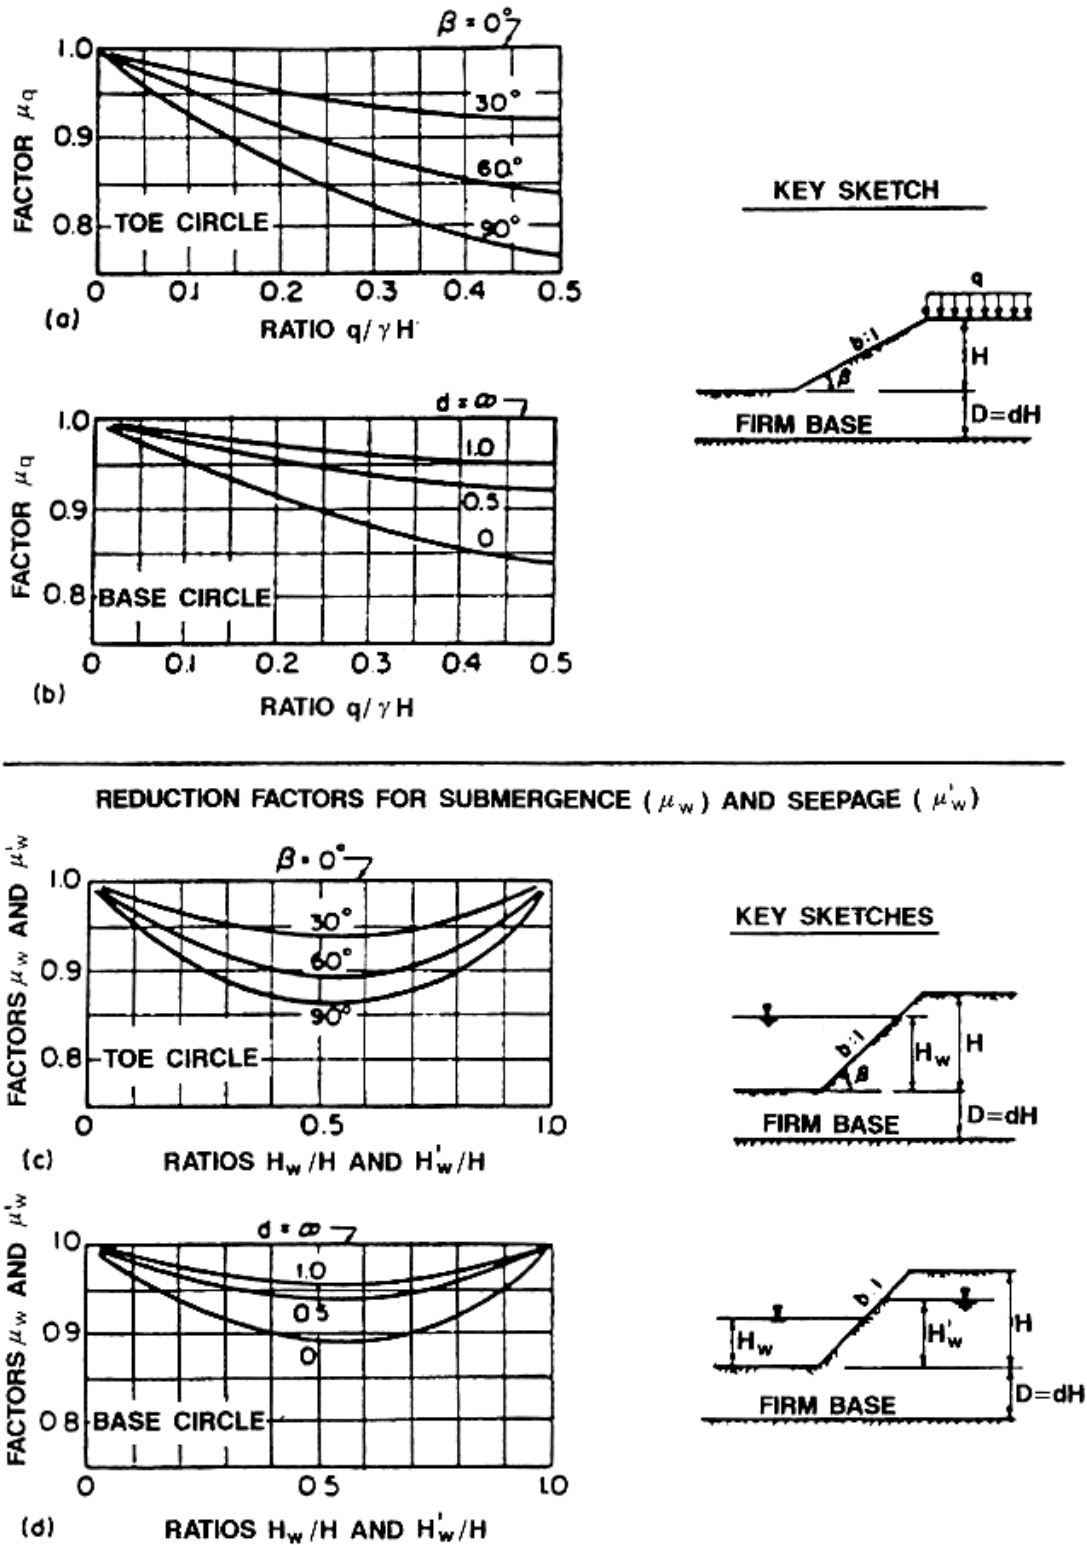 β = 0°
1.0
30°
0.9
60°
0.8
TOE CIRCLE
90°
FACTOR μq
0 0.1 0.2 0.3 0.4 0.5
(a)
RATIO q/γH
KEY SKETCH
q
b:1
H
β
FIRM BASE
D=dH
d = ∞
1.0
1.0
0.5
0.9
0
0.8
BASE CIRCLE
FACTOR μq
0 0.1 0.2 0.3 0.4 0.5
(b)
RATIO q/γH
REDUCTION FACTORS FOR SUBMERGENCE (μw) AND SEEPAGE (μ'w)
β = 0°
1.0
30°
60°
0.9
90°
0.8
TOE CIRCLE
FACTORS μw AND μ'w
0 0.5 1.0
(c)
RATIOS Hw/H AND H'w/H
KEY SKETCHES
b:1
Hw
H
β
FIRM BASE
D=dH
d = ∞
1.0
1.0
0.5
0.9
0
0.8
BASE CIRCLE
FACTORS μw AND μ'w
0 0.5 1.0
(d)
RATIOS Hw/H AND H'w/H
b:1
Hw
H'w
H
FIRM BASE
D=dH